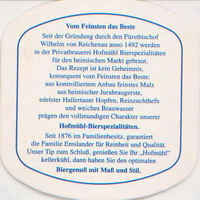 Vom Feinsten das Beste
Seit der Gründung durch den Fürstbischof
Wilhelm von Reichenau anno 1492 werden
in der Privatbrauerei Hofmühl Bierspezialitäten
für den heimischen Markt gebraut.
Das Rezept ist kein Geheimnis,
konsequent vom Feinsten das Beste:
aus kontrolliertem Anbau feinstes Malz
aus heimischer Jurabraugerste,
edelster Hallertauer Hopfen, Reinzuchthefe
und weiches Brauwasser
prägen den vollmundigen Charakter unserer
Hofmühl-Bierspezialitäten.
Seit 1876 im Familienbesitz, garantiert
die Familie Emslander für Reinheit und Qualität.
Unser Tip zum Schluß, genießen Sie Ihr „Hofmühl"
kellerkühl, dann haben Sie den optimalen
Biergenuß mit Maß und Stil.